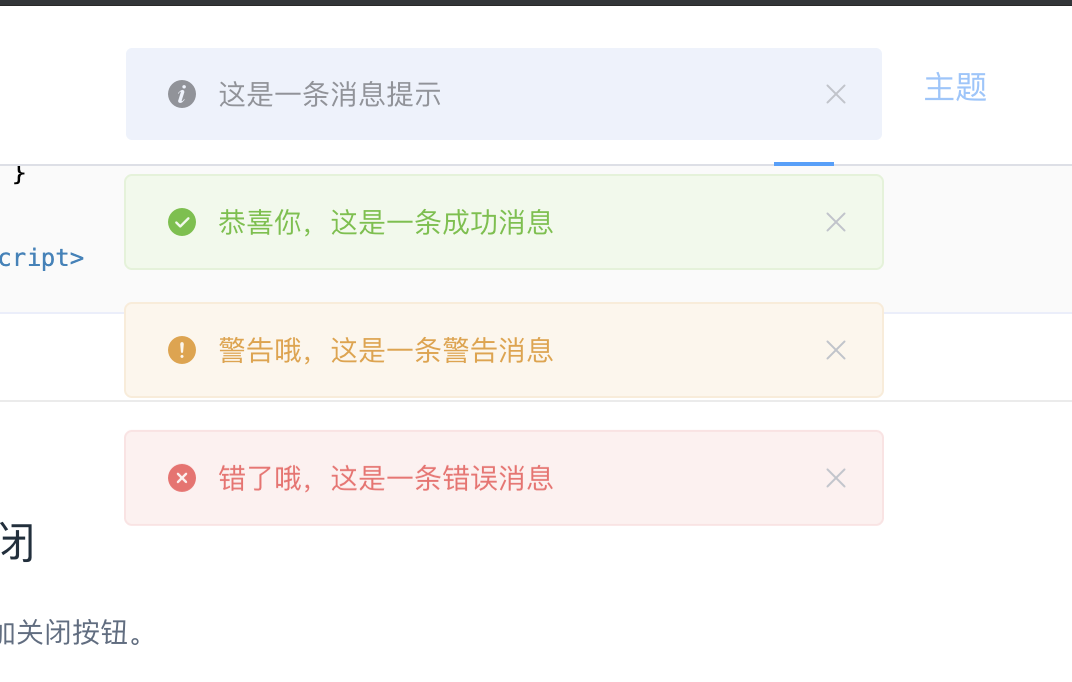 这是一条消息提示
主题
}
恭喜你，这是一条成功消息
cript>
警告哦，这是一条警告消息
错了哦，这是一条错误消息
闭
加关闭按钮。